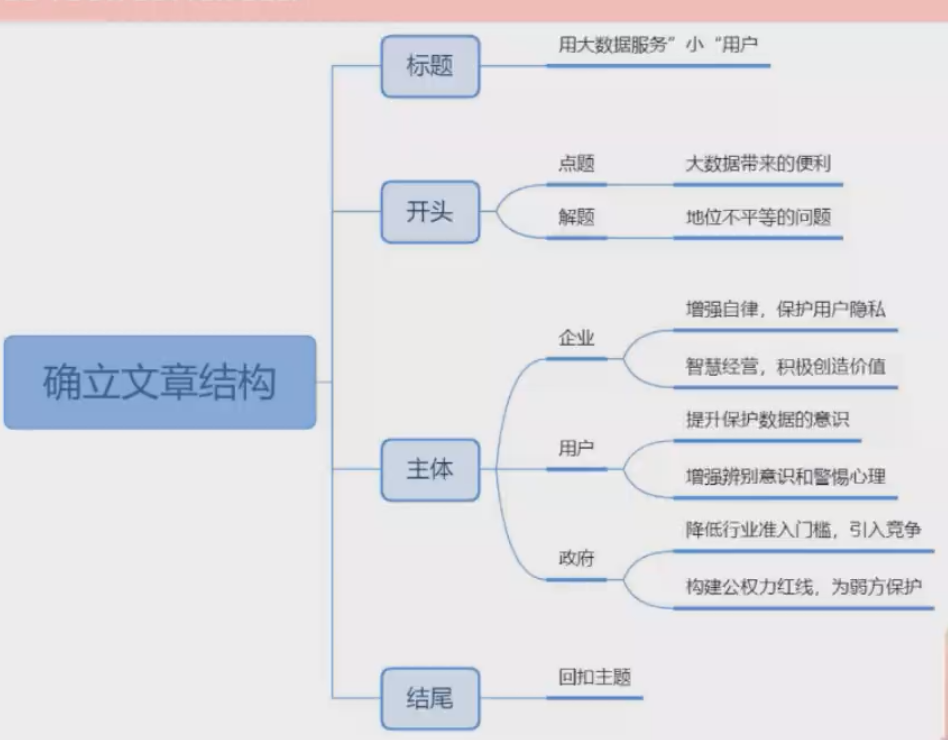 标题
用大数据服务”小“用户
开头
点题
大数据带来的便利
解题
地位不平等的问题
确立文章结构
主体
企业
增强自律，保护用户隐私
智慧经营，积极创造价值
用户
提升保护数据的意识
增强辨别意识和警惕心理
政府
降低行业准入门槛，引入竞争
构建公权力红线，为弱方保护
结尾
回扣主题